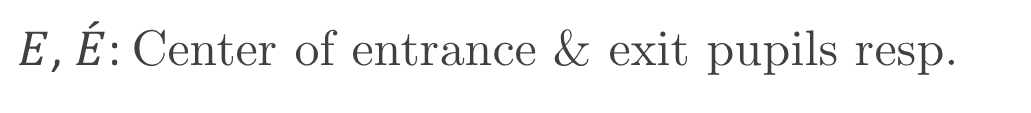 E, É: Center of entrance & exit pupils resp.